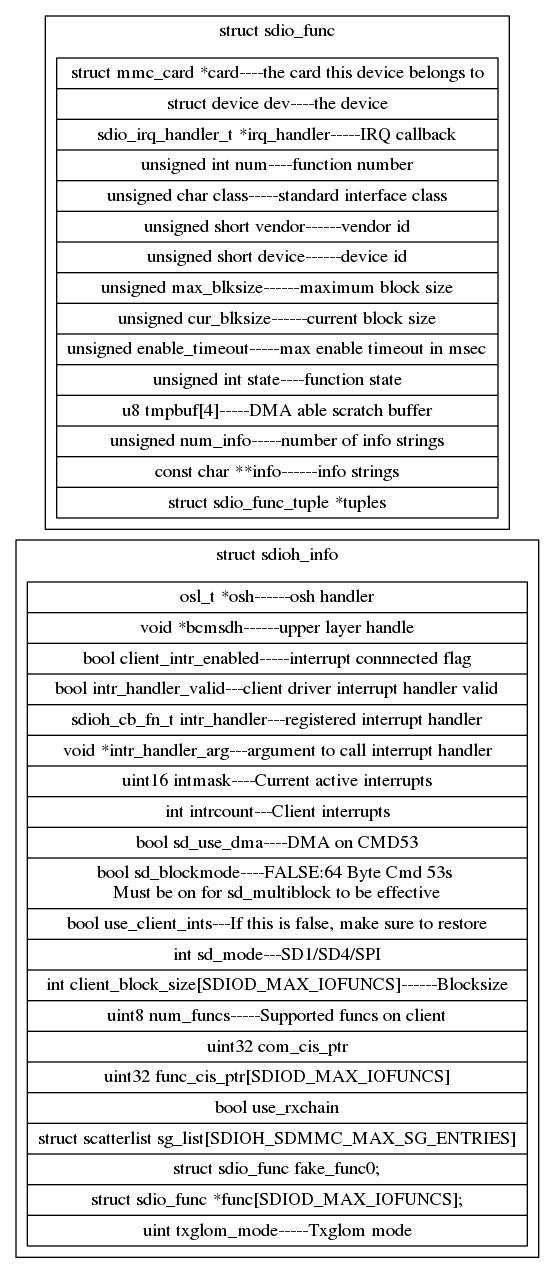 struct sdio_func
struct mmc_card *card----the card this device belongs to
struct device dev----the device
sdio_irq_handler_t *irq_handler-----IRQ callback
unsigned int num----function number
unsigned char class-----standard interface class
unsigned short vendor------vendor id
unsigned short device------device id
unsigned max_blksize------maximum block size
unsigned cur_blksize------current block size
unsigned enable_timeout-----max enable timeout in msec
unsigned int state----function state
u8 tmpbuf[4]-----DMA able scratch buffer
unsigned num_info-----number of info strings
const char **info------info strings
struct sdio_func_tuple *tuples
struct sdioh_info
osl_t *osh------osh handler
void *bcmsdh------upper layer handle
bool client_intr_enabled-----interrupt connnected flag
bool intr_handler_valid---client driver interrupt handler valid
sdioh_cb_fn_t intr_handler---registered interrupt handler
void *intr_handler_arg---argument to call interrupt handler
uint16 intmask----Current active interrupts
int intrcount---Client interrupts
bool sd_use_dma----DMA on CMD53
bool sd_blockmode----FALSE:64 Byte Cmd 53s
Must be on for sd_multiblock to be effective
bool use_client_ints---If this is false, make sure to restore
int sd_mode---SD1/SD4/SPI
int client_block_size[SDIOD_MAX_IOFUNCS]------Blocksize
uint8 num_funcs-----Supported funcs on client
uint32 com_cis_ptr
uint32 func_cis_ptr[SDIOD_MAX_IOFUNCS]
bool use_rxchain
struct scatterlist sg_list[SDIOH_SDMMC_MAX_SG_ENTRIES]
struct sdio_func fake_func0;
struct sdio_func *func[SDIOD_MAX_IOFUNCS];
uint txglom_mode-----Txglom mode